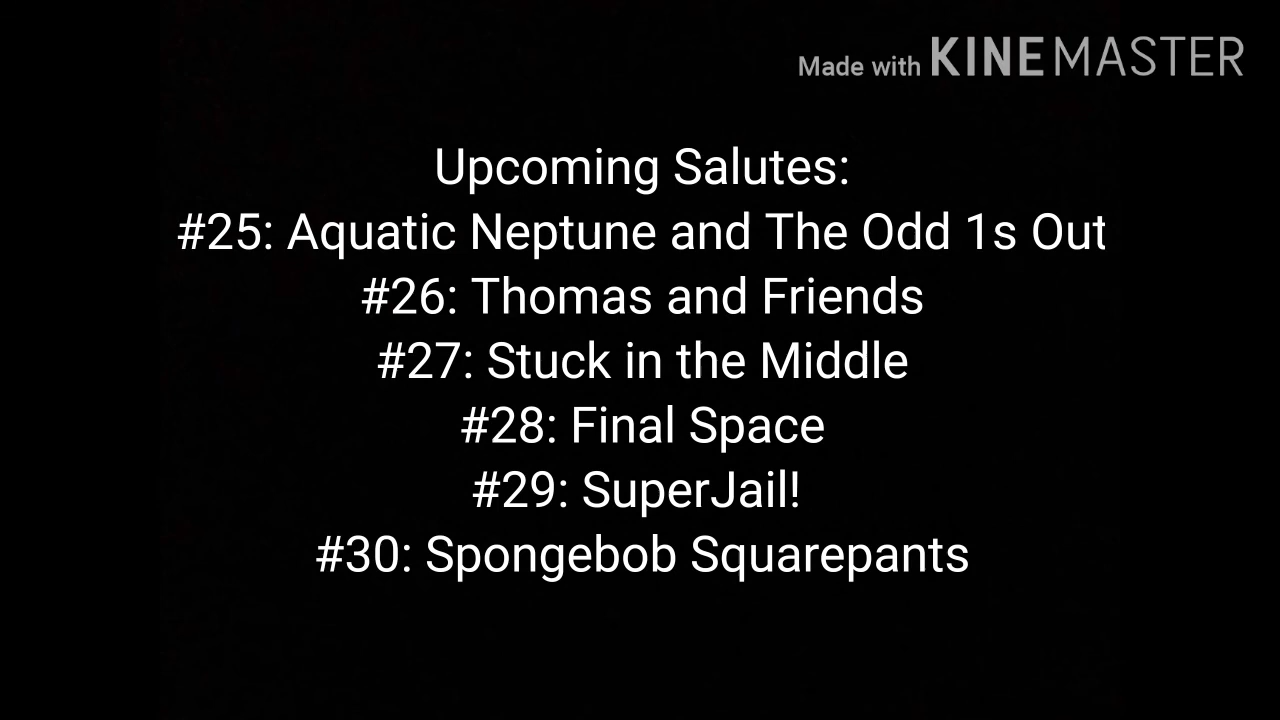 Made with KINEMASTER
Upcoming Salutes:
#25: Aquatic Neptune and The Odd 1s Out
#26: Thomas and Friends
#27: Stuck in the Middle
#28: Final Space
#29: SuperJail!
#30: Spongebob Squarepants